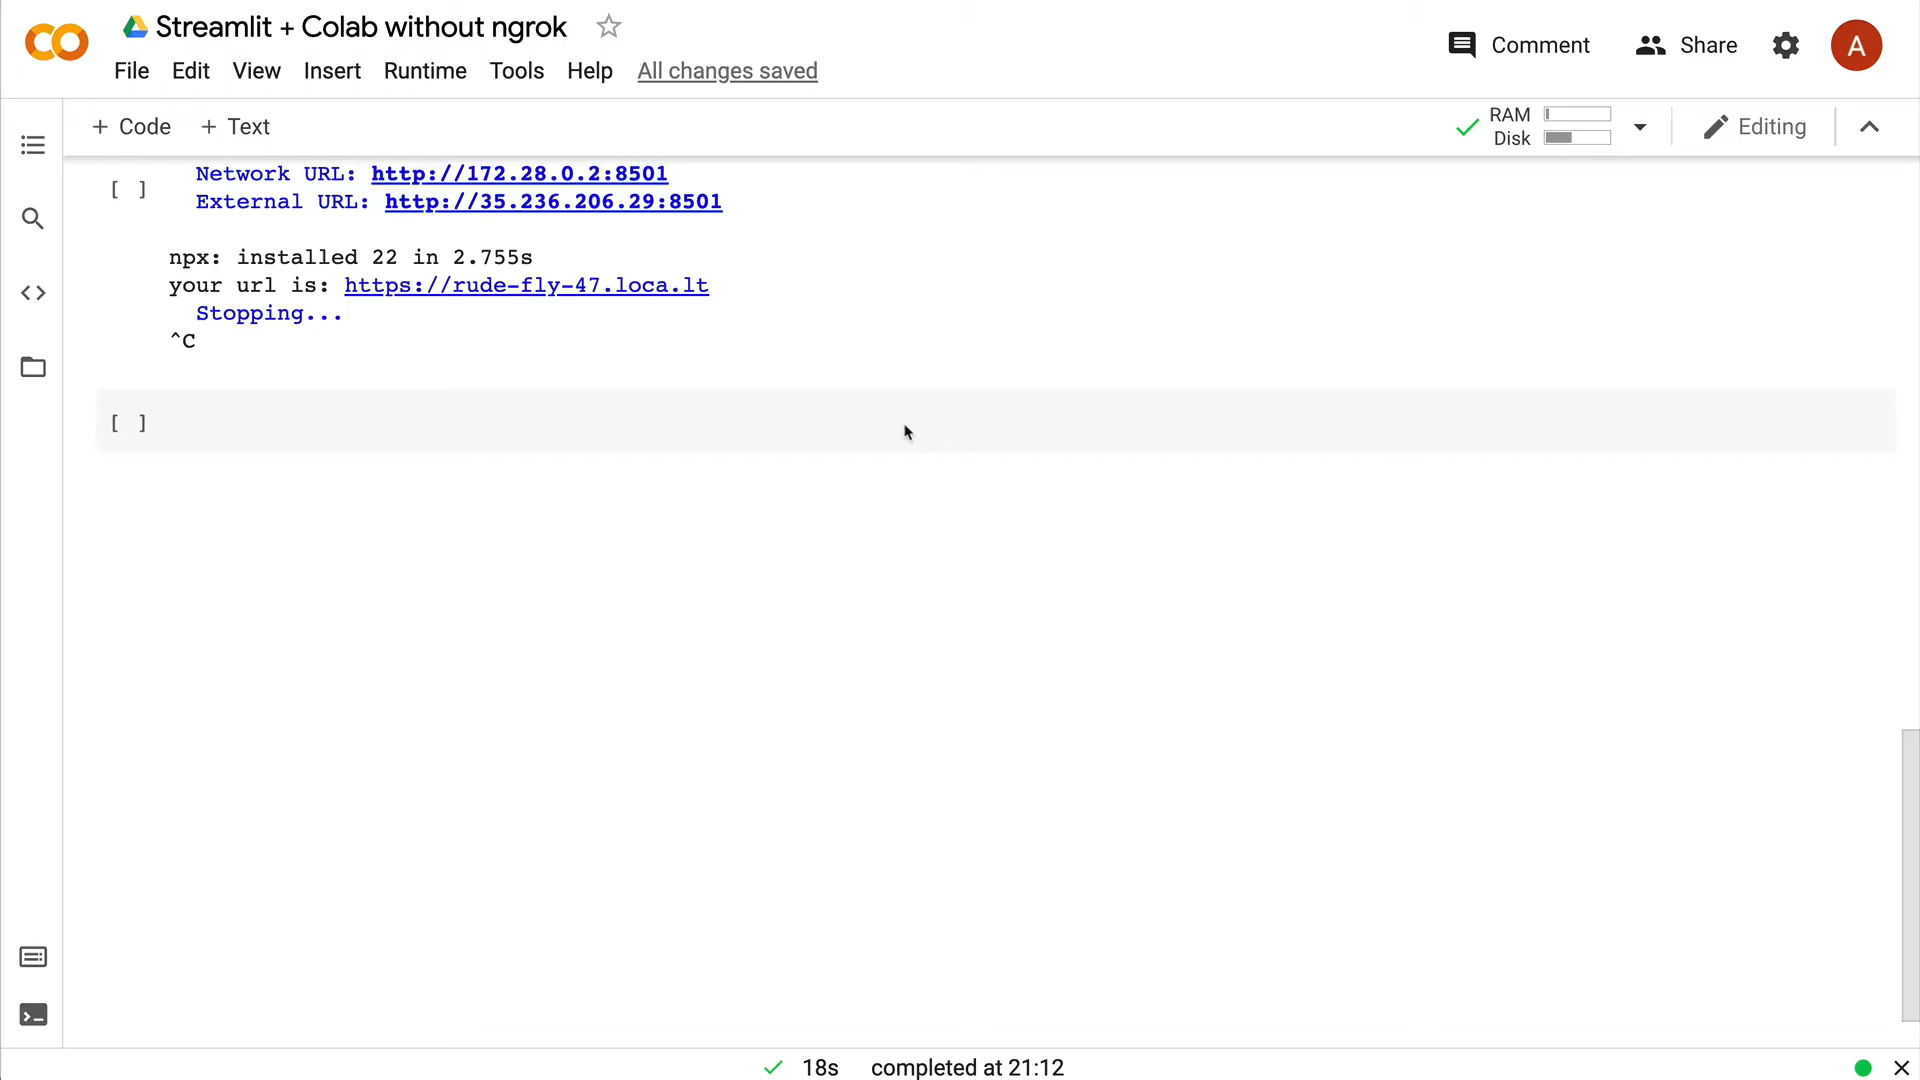 Streamlit + Colab without ngrok
Comment
Share
A
File Edit View Insert Runtime Tools Help All changes saved
+ Code + Text
RAM
Disk
Editing
Network URL: http://172.28.0.2:8501
[ ]
External URL: http://35.236.206.29:8501
npx: installed 22 in 2.755s
your url is: https://rude-fly-47.loca.lt
Stopping...
^C
[ ]
18s completed at 21:12